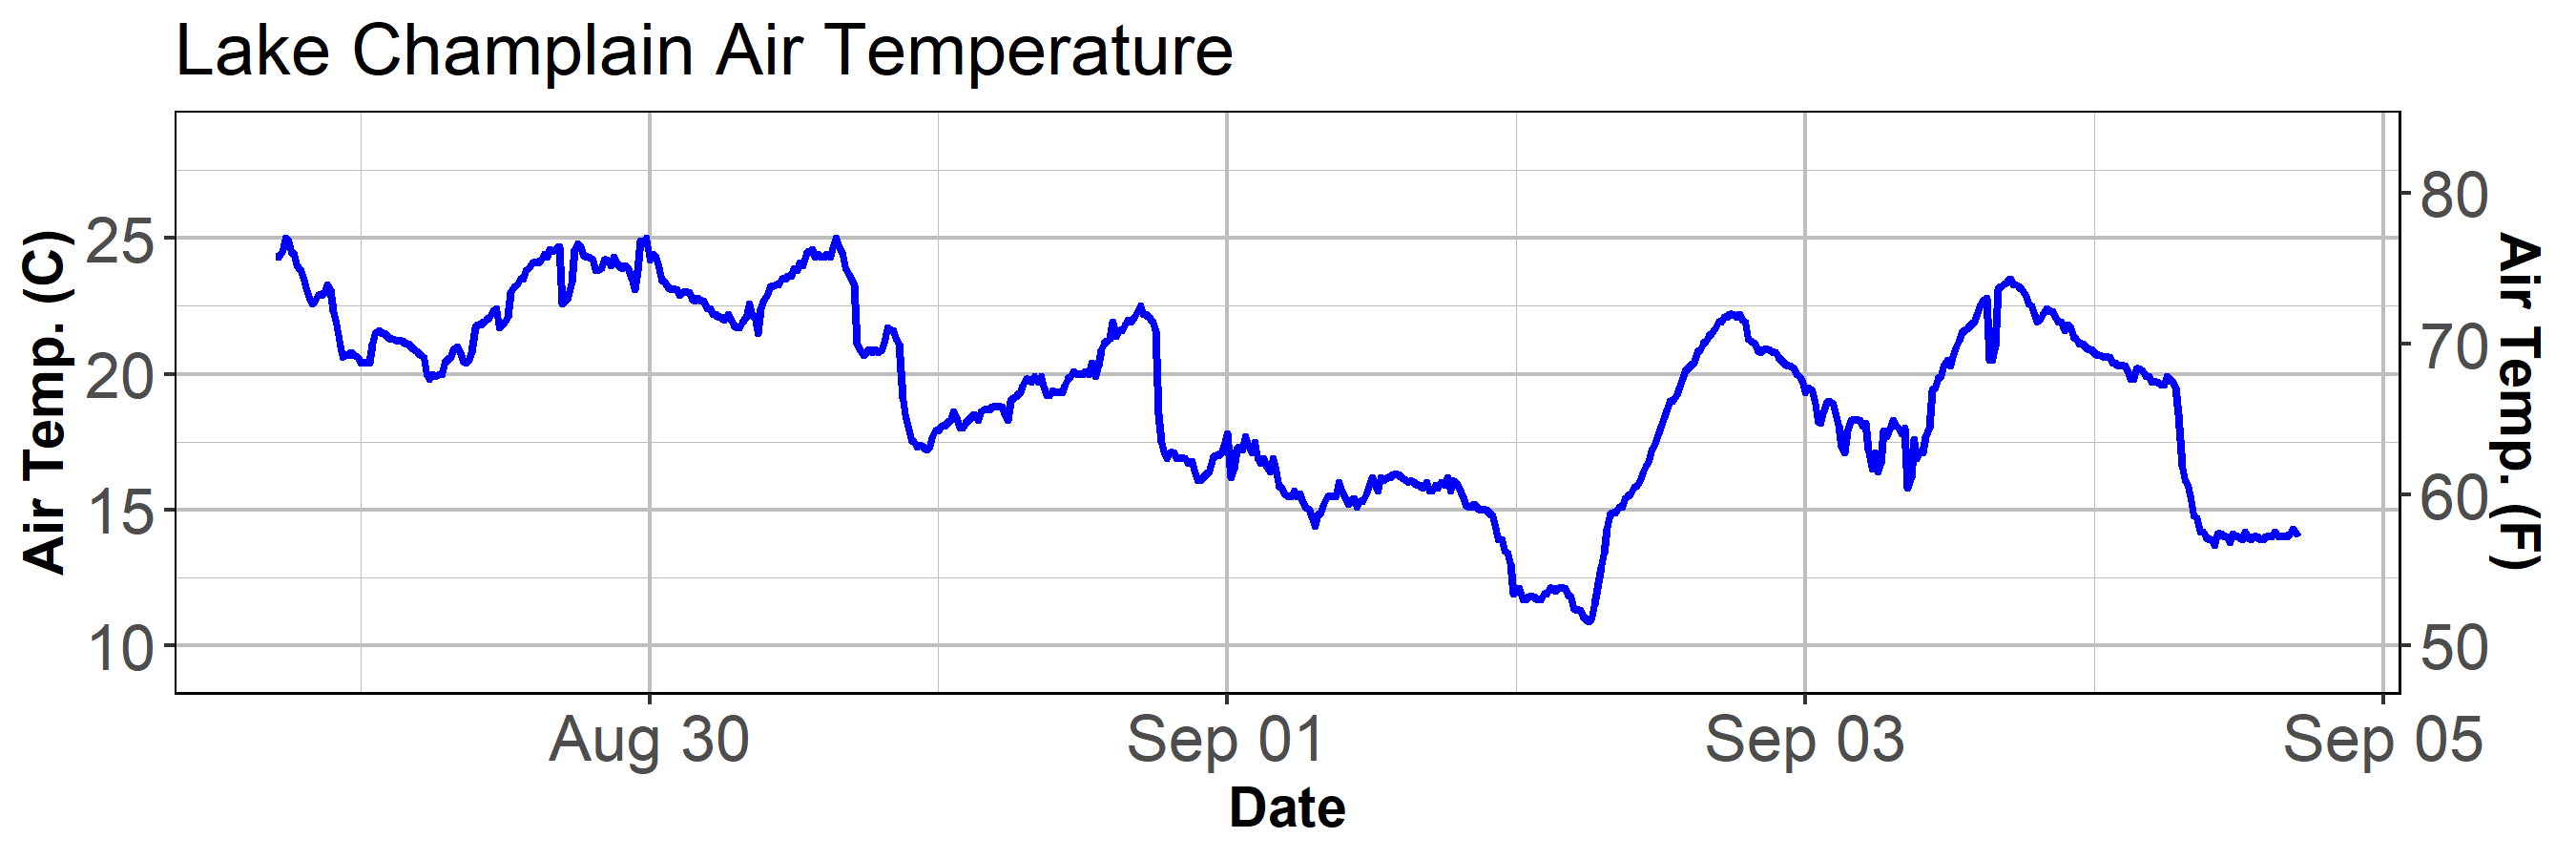 Lake Champlain Air Temperature
Air Temp. (C)
25
20
15
10
80
70
60
50
Air Temp. (F)
Aug 30
Sep 01
Sep 03
Sep 05
Date